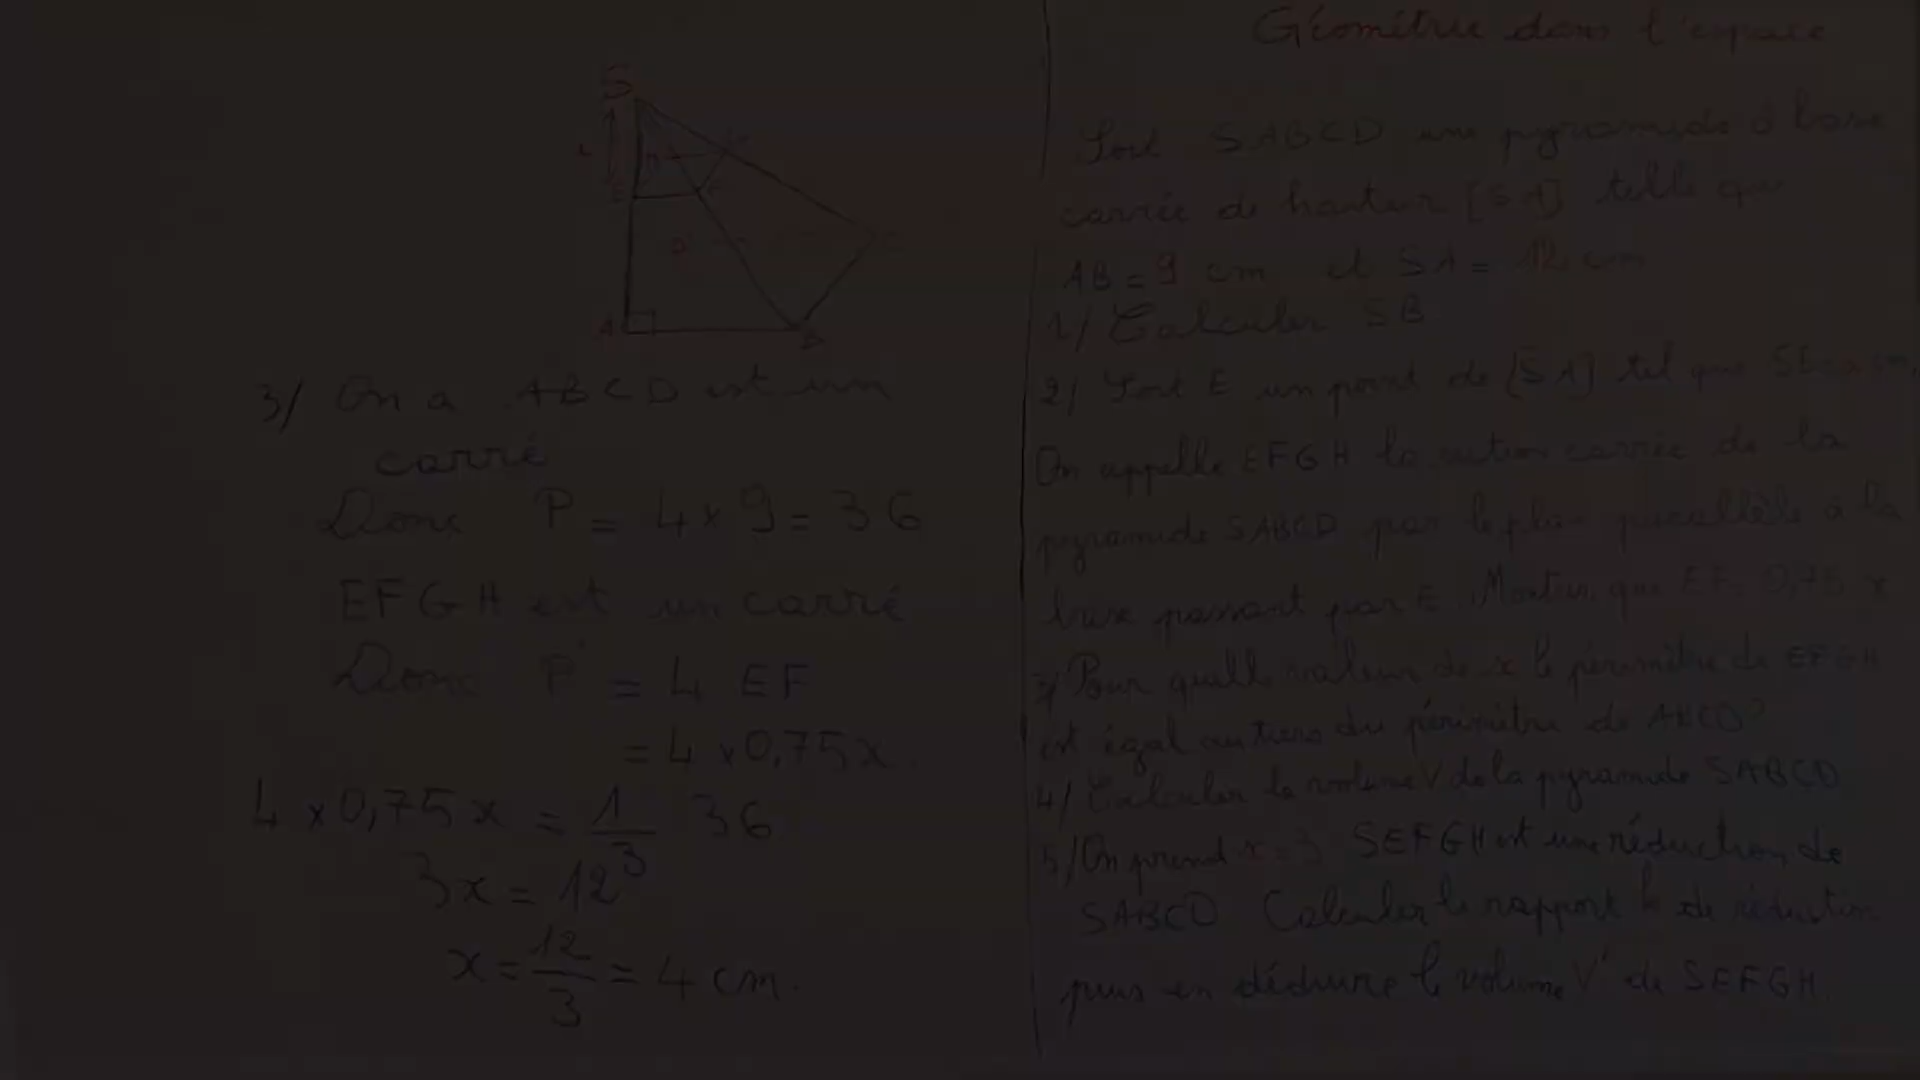 S
A
B
3/ On a ABCD est un
carré
Donc P = 4 x 9 = 36
EFGH est un carré
Donc P' = 4 EF
= 4 x 0,75x
4 x 0,75x = 1/3 36
3x = 12
x = 12/3 = 4 cm.
Géométrie dans l'espace
Soit SABCD une pyramide à base
carrée de hauteur [SA] telle que
AB = 9 cm et SA = 12 cm
1/ Calculer SB
2/ Soit E un point de [SA] tel que
On appelle EFGH la section carrée de la
pyramide SABCD par le plan parallèle à la
base passant par E. Montrer que EF = 0,75 x
3/ Pour quelle valeur de x le périmètre de EFGH
est égal au tiers du périmètre de ABCD?
4/ Calculer le volume V de la pyramide SABCD
5/ On prend x = 3 SEFGH est une réduction de
SABCD Calculer le rapport k de réduction
puis en déduire le volume V' de SEFGH